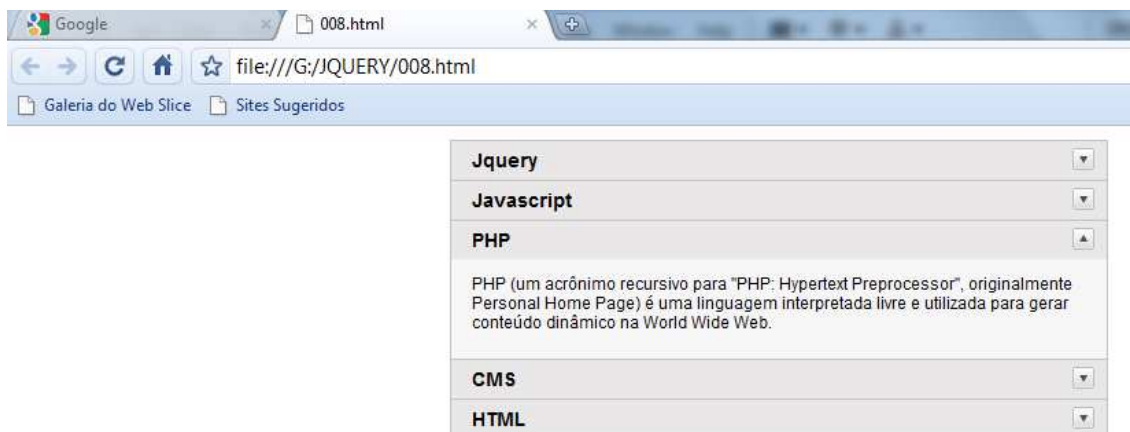 Google
008.html
file:///G:/JQUERY/008.html
Galeria do Web Slice
Sites Sugeridos
Jquery
Javascript
PHP
PHP (um acrônimo recursivo para "PHP: Hypertext Preprocessor", originalmente
Personal Home Page) é uma linguagem interpretada livre e utilizada para gerar
conteúdo dinâmico na World Wide Web.
CMS
HTML